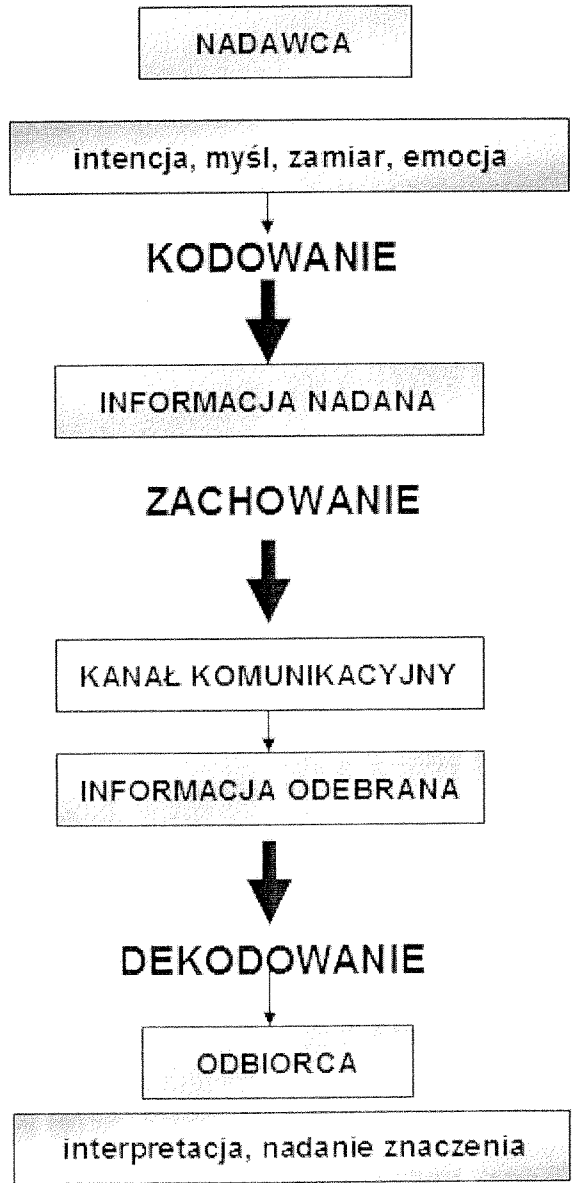 NADAWCA
intencja, myśl, zamiar, emocja
KODOWANIE
INFORMACJA NADANA
ZACHOWANIE
KANAŁ KOMUNIKACYJNY
INFORMACJA ODEBRANA
DEKODOWANIE
ODBIORCA
interpretacja, nadanie znaczenia